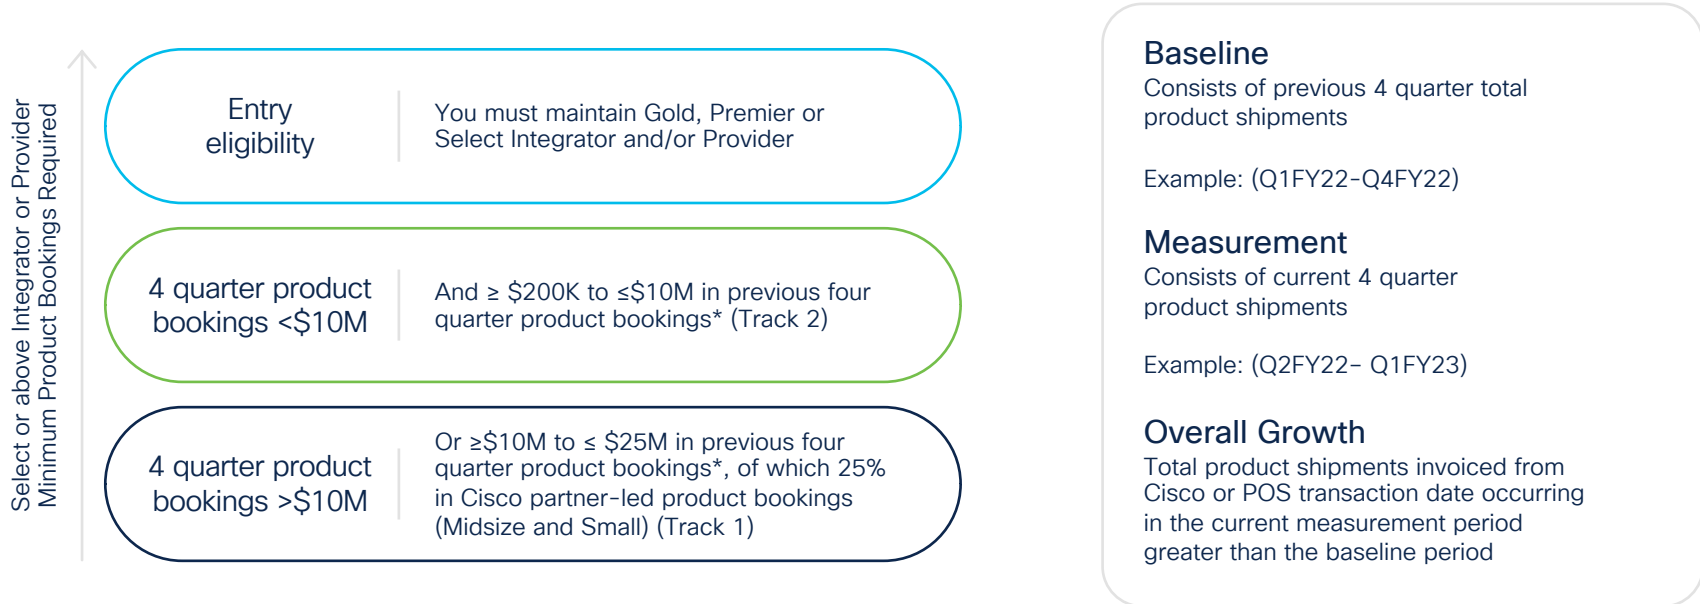 Select or above Integrator or Provider
Minimum Product Bookings Required
Entry
eligibility
You must maintain Gold, Premier or
Select Integrator and/or Provider
4 quarter product
bookings <$10M
And ≥ $200K to ≤$10M in previous four
quarter product bookings* (Track 2)
4 quarter product
bookings >$10M
Or ≥$10M to ≤ $25M in previous four
quarter product bookings*, of which 25%
in Cisco partner-led product bookings
(Midsize and Small) (Track 1)
Baseline
Consists of previous 4 quarter total
product shipments
Example: (Q1FY22-Q4FY22)
Measurement
Consists of current 4 quarter
product shipments
Example: (Q2FY22– Q1FY23)
Overall Growth
Total product shipments invoiced from
Cisco or POS transaction date occurring
in the current measurement period
greater than the baseline period